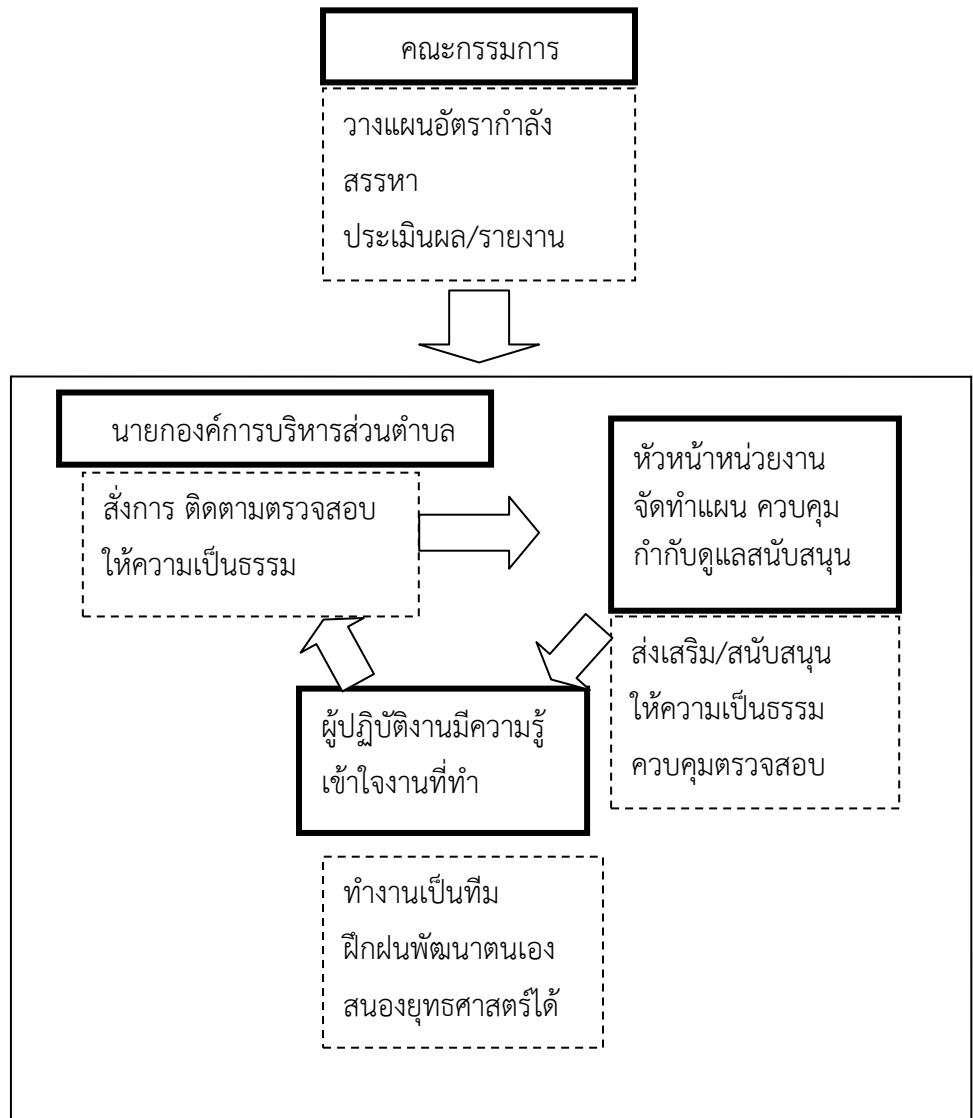 คณะกรรมการ
วางแผนอัตรากำลัง
สรรหา
ประเมินผล/รายงาน
นายกองค์การบริหารส่วนตำบล
สั่งการ ติดตามตรวจสอบ
ให้ความเป็นธรรม
หัวหน้าหน่วยงาน
จัดทำแผน ควบคุม
กำกับดูแลสนับสนุน
ส่งเสริม/สนับสนุน
ให้ความเป็นธรรม
ควบคุมตรวจสอบ
ผู้ปฏิบัติงานมีความรู้
เข้าใจงานที่ทำ
ทำงานเป็นทีม
ฝึกฝนพัฒนาตนเอง
สนองยุทธศาสตร์ได้